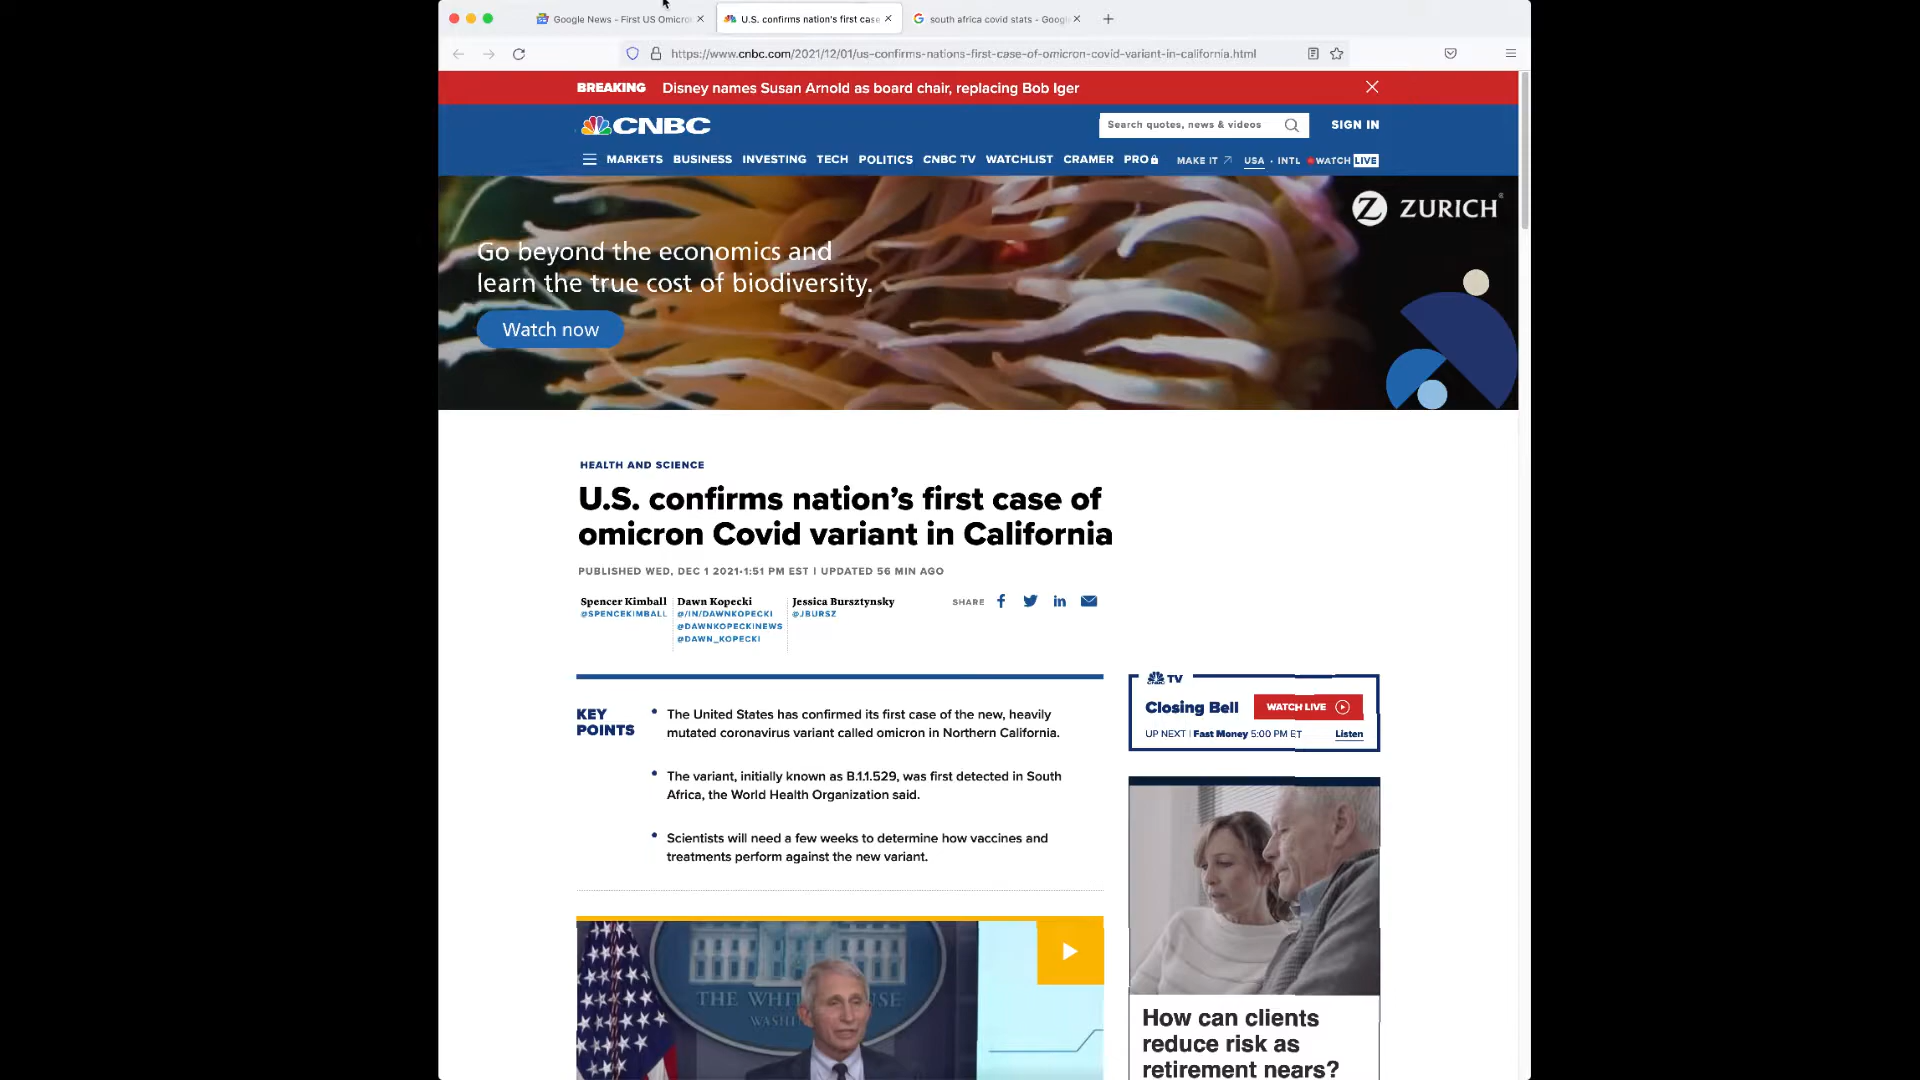 Google News - First US Omicro
U.S. confirms nation's first case
south africa covid stats - Google
https://www.cnbc.com/2021/12/01/us-confirms-nations-first-case-of-omicron-covid-variant-in-california.html
BREAKING Disney names Susan Arnold as board chair, replacing Bob Iger
CNBC
Search quotes, news & videos
SIGN IN
MARKETS BUSINESS INVESTING TECH POLITICS CNBC TV WATCHLIST CRAMER PRO MAKE IT USA · INTL WATCH LIVE
Z ZURICH®
Go beyond the economics and
learn the true cost of biodiversity.
Watch now
HEALTH AND SCIENCE
U.S. confirms nation’s first case of
omicron Covid variant in California
PUBLISHED WED, DEC 1 2021•1:51 PM EST | UPDATED 56 MIN AGO
Spencer Kimball
@SPENCEKIMBALL
Dawn Kopecki
@/IN/DAWNKOPECKI
@DAWNKOPECKINEWS
@DAWN_KOPECKI
Jessica Bursztynsky
@JBURSZ
SHARE
KEY
POINTS
• The United States has confirmed its first case of the new, heavily
mutated coronavirus variant called omicron in Northern California.
• The variant, initially known as B.1.1.529, was first detected in South
Africa, the World Health Organization said.
• Scientists will need a few weeks to determine how vaccines and
treatments perform against the new variant.
CNBC TV
Closing Bell
WATCH LIVE
UP NEXT | Fast Money 5:00 PM ET
Listen
THE WHITE HOUSE
WASHI
How can clients
reduce risk as
retirement nears?